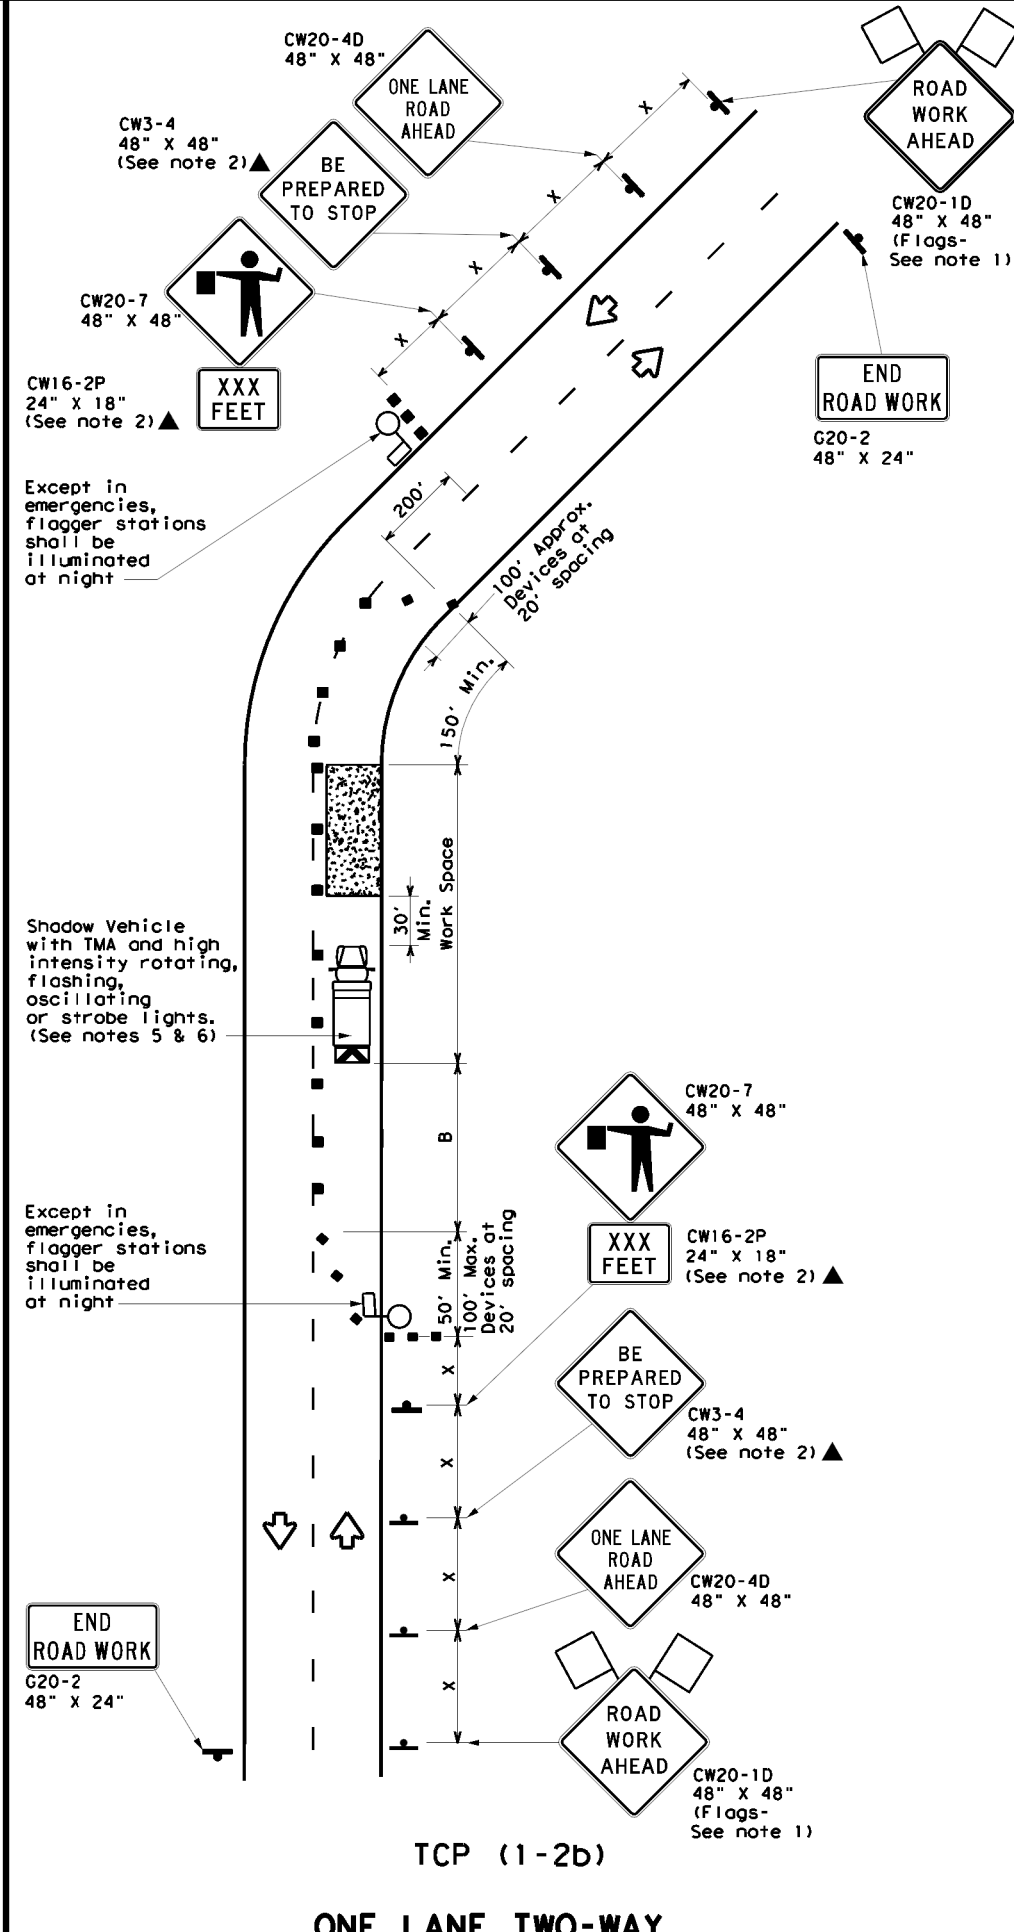 CW20-4D
48" X 48"
ONE LANE
ROAD
AHEAD
X
ROAD
WORK
AHEAD
CW20-1D
48" X 48"
(Flags-
See note 1)
CW3-4
48" X 48"
(See note 2)
BE
PREPARED
TO STOP
X
X
CW20-7
48" X 48"
X
CW16-2P
24" X 18"
(See note 2)
XXX
FEET
END
ROAD WORK
G20-2
48" X 24"
Except in
emergencies,
flagger stations
shall be
illuminated
at night
200'
100' Approx.
Devices at
20' spacing
150' Min.
Work Space
30'
Min.
Shadow Vehicle
with TMA and high
intensity rotating,
flashing,
oscillating
or strobe lights.
(See notes 5 & 6)
B
CW20-7
48" X 48"
XXX
FEET
CW16-2P
24" X 18"
(See note 2)
Except in
emergencies,
flagger stations
shall be
illuminated
at night
50' Min.
100' Max.
Devices at
20' spacing
X
BE
PREPARED
TO STOP
CW3-4
48" X 48"
(See note 2)
X
ONE LANE
ROAD
AHEAD
CW20-4D
48" X 48"
X
END
ROAD WORK
G20-2
48" X 24"
X
ROAD
WORK
AHEAD
CW20-1D
48" X 48"
(Flags-
See note 1)
TCP (1-2b)
ONE LANE TWO-WAY